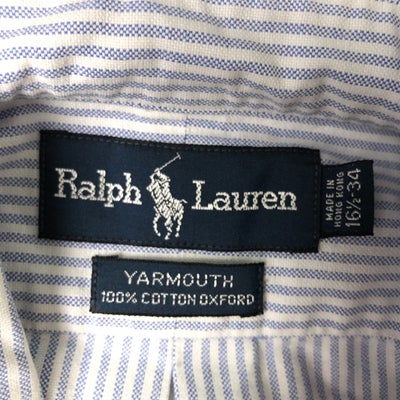 Ralph Lauren
MADE IN
HONG KONG
16½-34
YARMOUTH
100% COTTON OXFORD